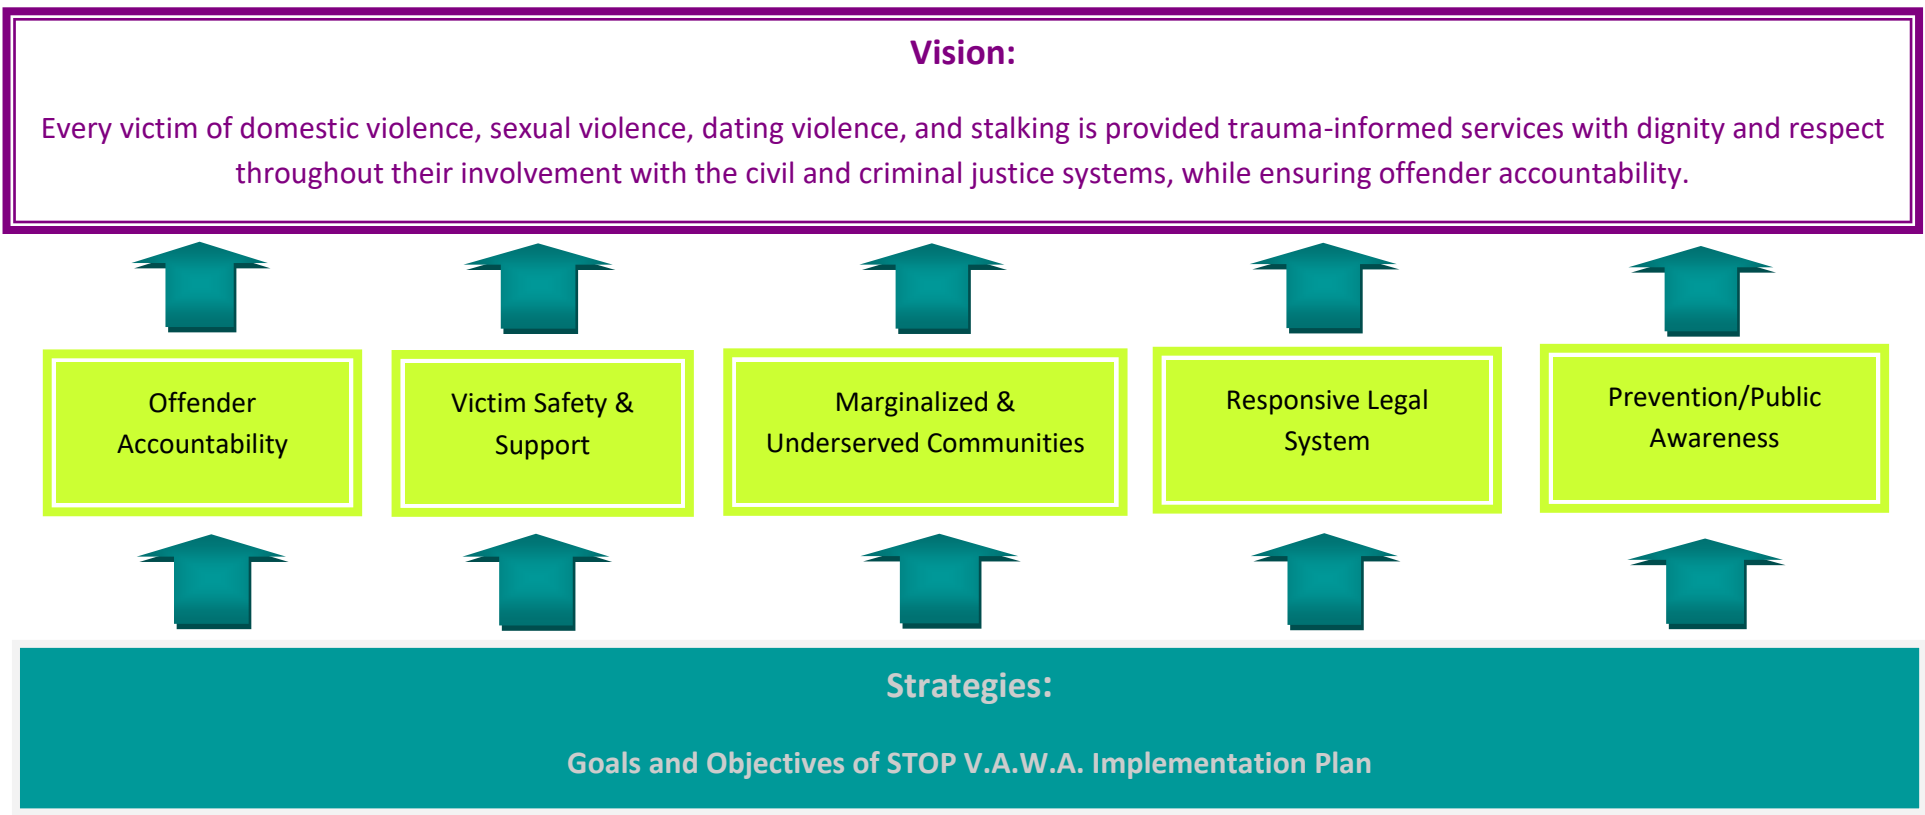 Vision:
Every victim of domestic violence, sexual violence, dating violence, and stalking is provided trauma-informed services with dignity and respect
throughout their involvement with the civil and criminal justice systems, while ensuring offender accountability.
Offender
Accountability
Victim Safety &
Support
Marginalized &
Underserved Communities
Responsive Legal
System
Prevention/Public
Awareness
Strategies:
Goals and Objectives of STOP V.A.W.A. Implementation Plan